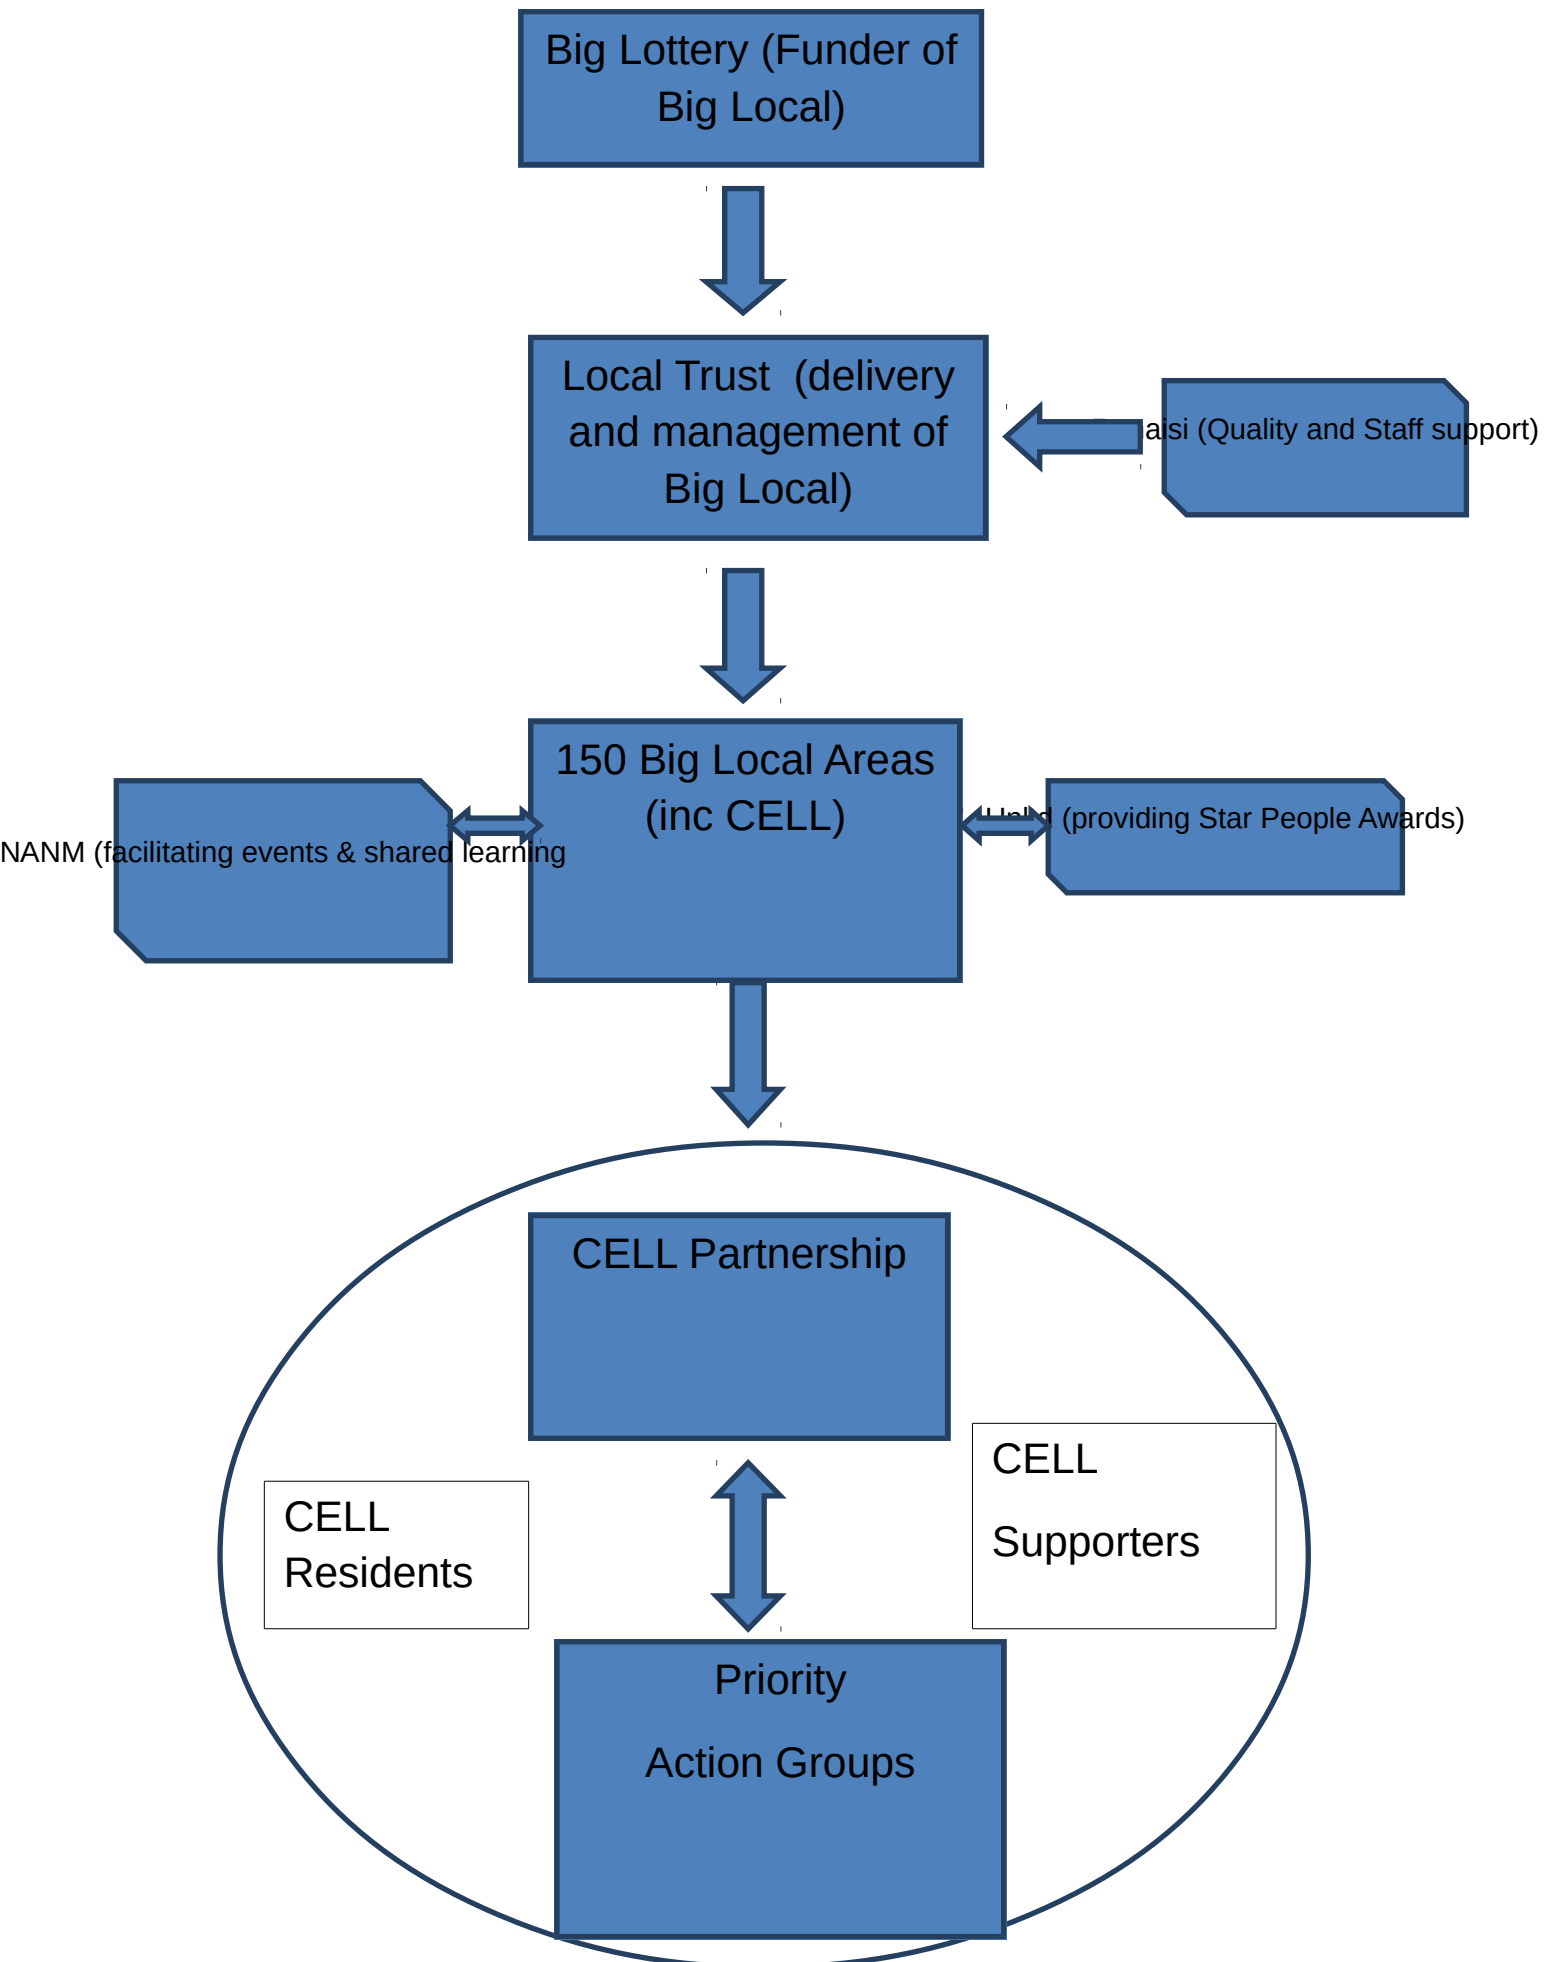 Big Lottery (Funder of
Big Local)
Local Trust (delivery
and management of
Big Local)
(Quality and Staff support)
150 Big Local Areas
(inc CELL)
(providing Star People Awards)
NANM (facilitating events & shared learning
CELL Partnership
CELL
Supporters
CELL
Residents
Priority
Action Groups